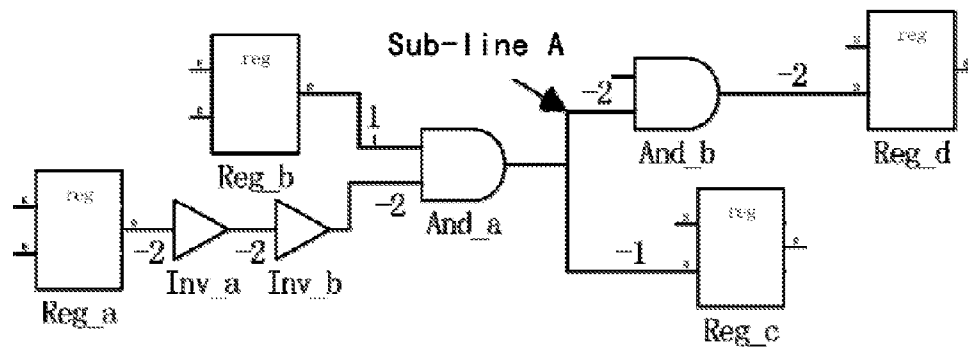 Sub-line A
reg
Reg_b
1
reg
Reg_a
-2
Inv_a
-2
Inv_b
-2
And_a
-2
And_b
-2
reg
Reg_d
-1
reg
Reg_c